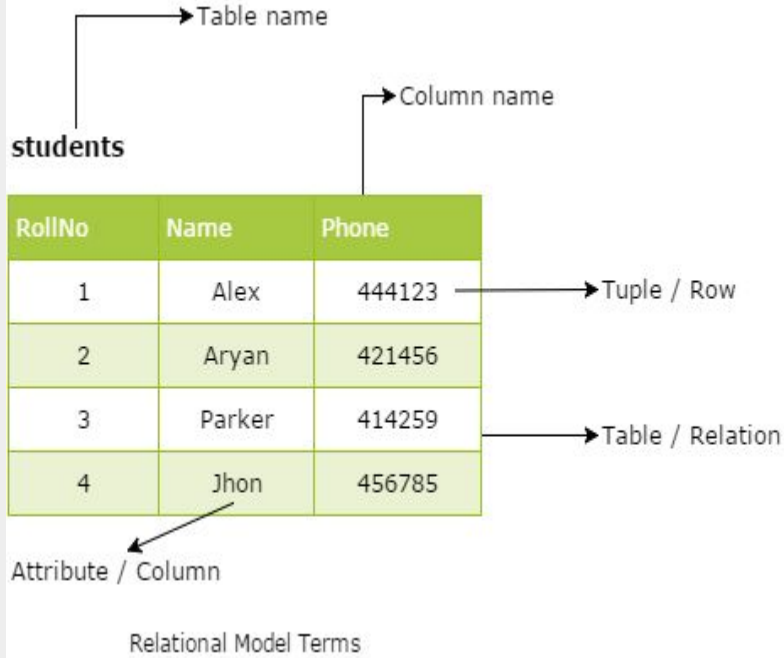 Table name
Column name
students
RollNo Name Phone
1 Alex 444123
Tuple / Row
2 Aryan 421456
3 Parker 414259
Table / Relation
4 Jhon 456785
Attribute / Column
Relational Model Terms